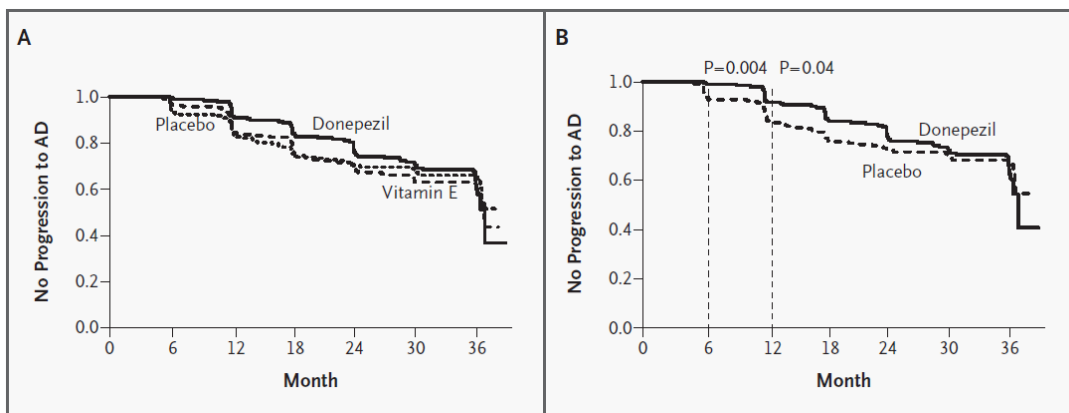 A
No Progression to AD
1.0
0.8
0.6
0.4
0.2
0.0
Placebo
Donepezil
Vitamin E
0 6 12 18 24 30 36
Month
B
No Progression to AD
P=0.004 P=0.04
1.0
0.8
0.6
0.4
0.2
0.0
Donepezil
Placebo
0 6 12 18 24 30 36
Month